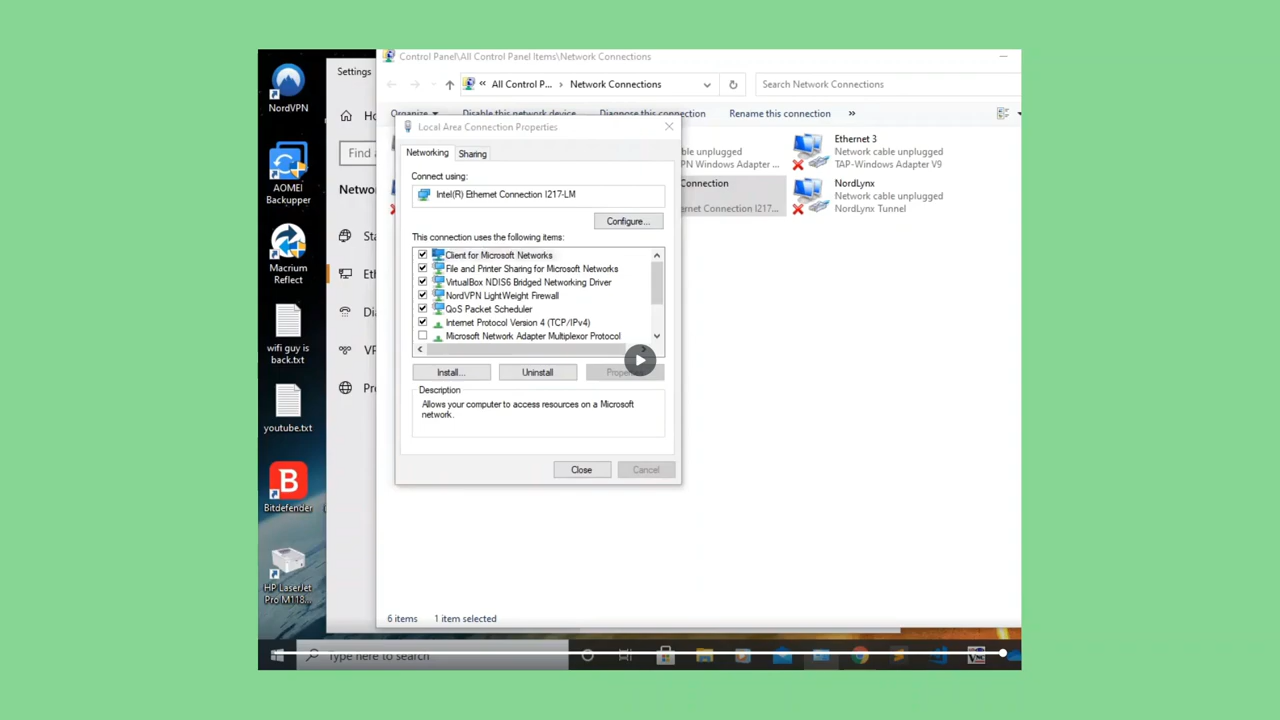 Control Panel\All Control Panel Items\Network Connections
All Control P... › Network Connections
Search Network Connections
Organize
Disable this network device
Diagnose this connection
Rename this connection
»
NordVPN
AOMEI
Backupper
Macrium
Reflect
wifi guy is
back.txt
youtube.txt
Bitdefender
HP LaserJet
Pro M118...
Settings
Find a
Netwo
Local Area Connection Properties
Networking
Sharing
Connect using:
Intel(R) Ethernet Connection I217-LM
Configure...
This connection uses the following items:
Client for Microsoft Networks
File and Printer Sharing for Microsoft Networks
VirtualBox NDIS6 Bridged Networking Driver
NordVPN LightWeight Firewall
QoS Packet Scheduler
Internet Protocol Version 4 (TCP/IPv4)
Microsoft Network Adapter Multiplexor Protocol
Install...
Uninstall
Description
Allows your computer to access resources on a Microsoft
network.
Close
Cancel
ble unplugged
PN Windows Adapter ...
Connection
ernet Connection I217...
Ethernet 3
Network cable unplugged
TAP-Windows Adapter V9
NordLynx
Network cable unplugged
NordLynx Tunnel
6 items
1 item selected
Type here to search